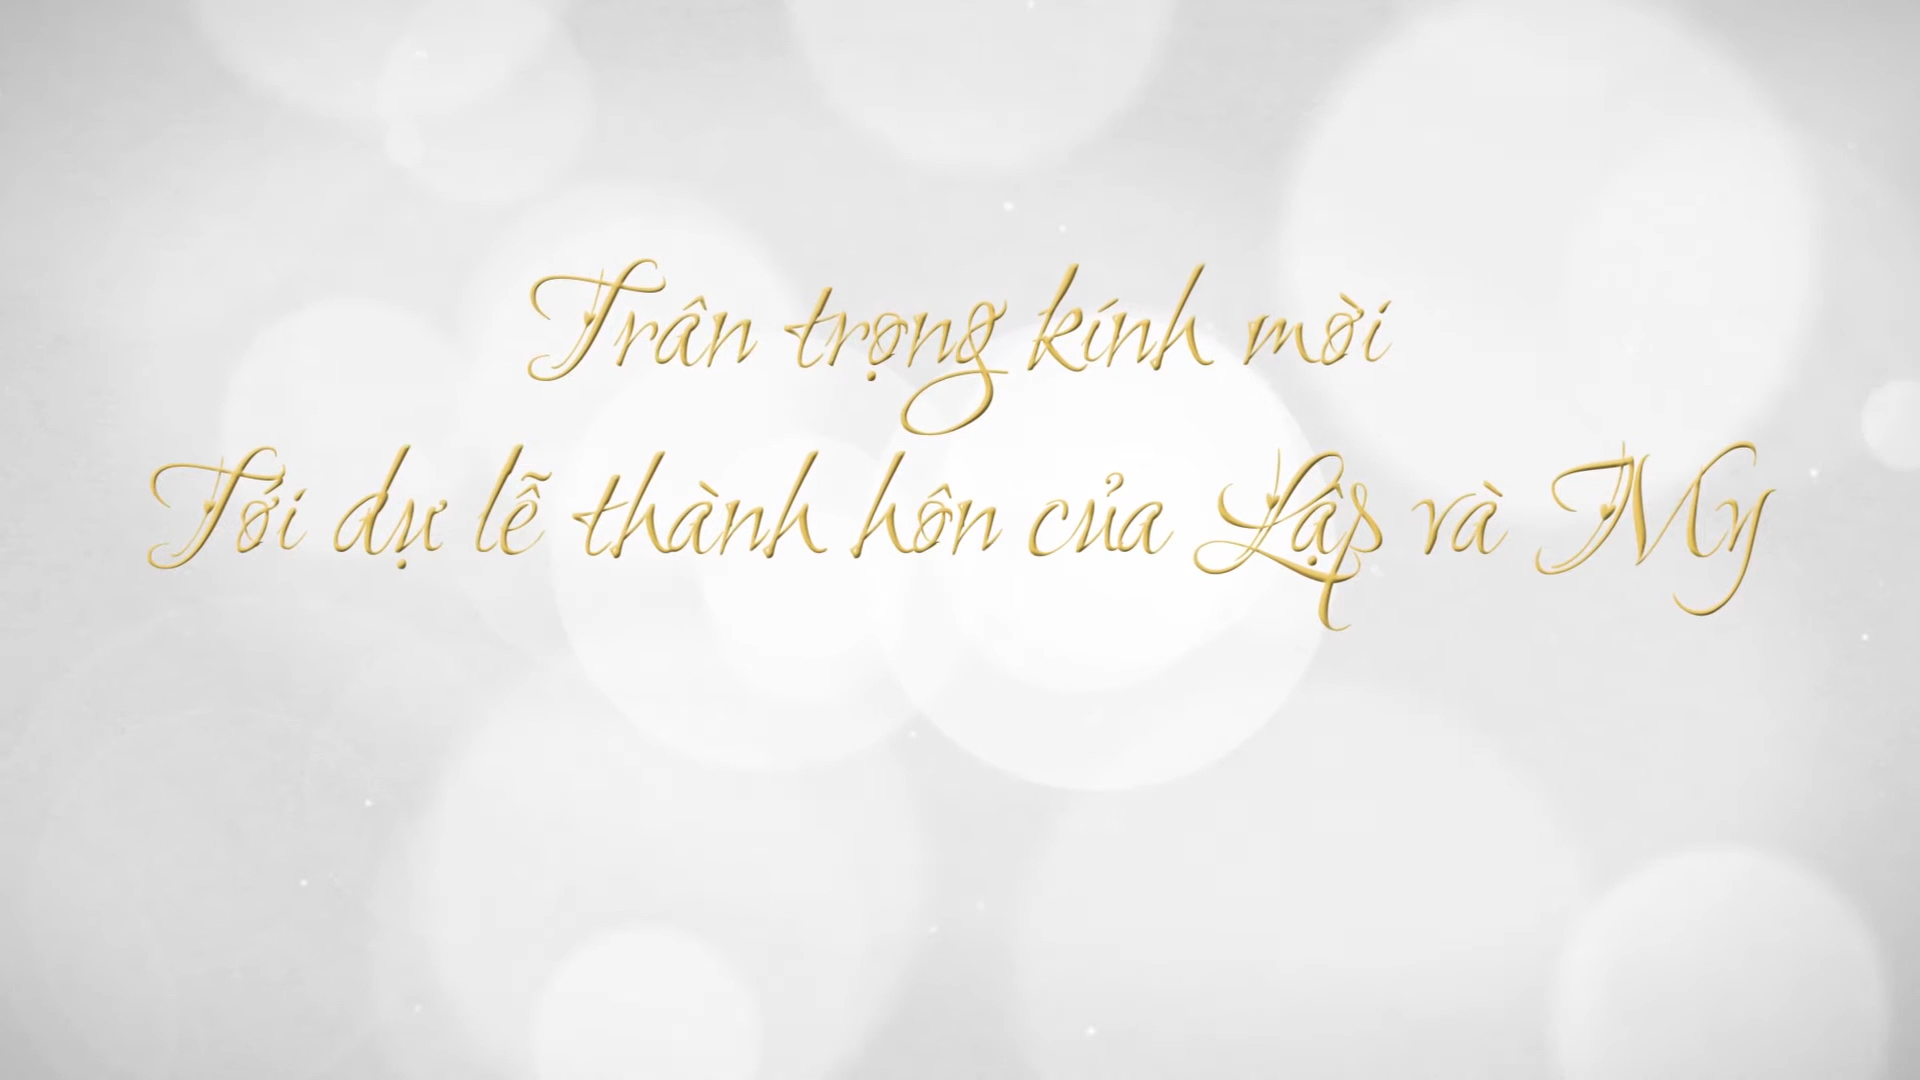 Trân trọng kính mời
Tới dự lễ thành hôn của Lập và My